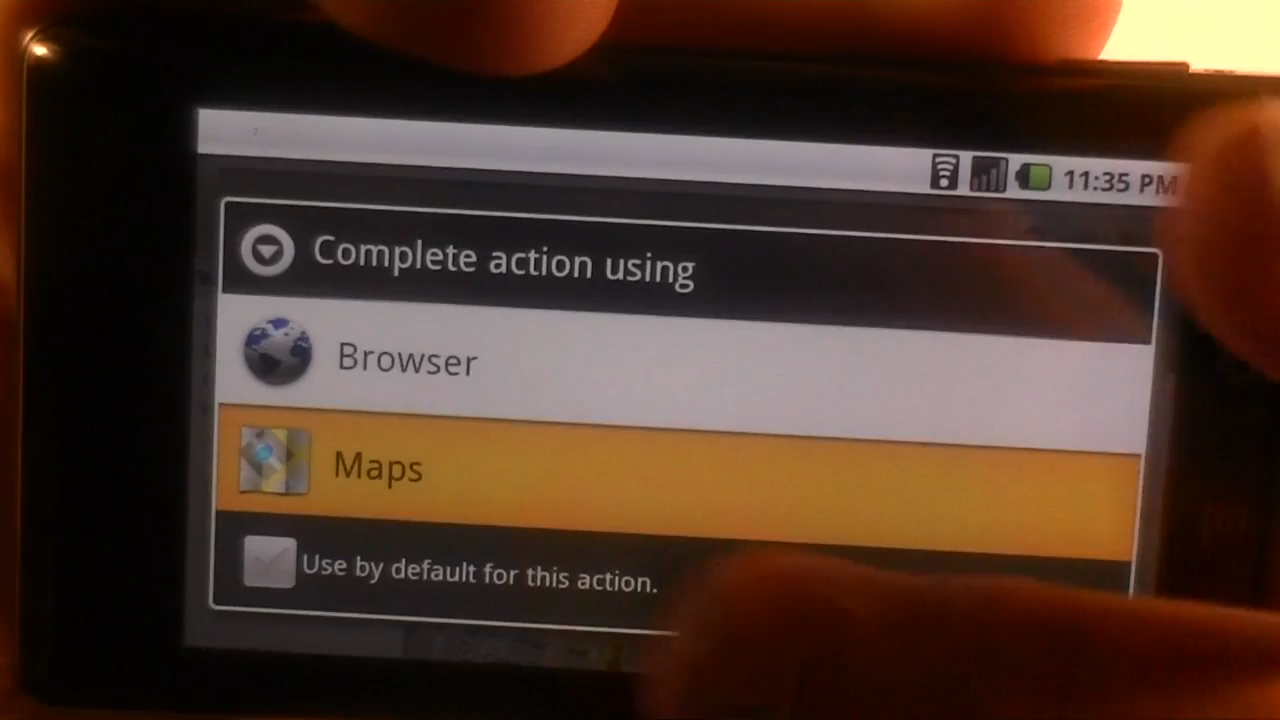 11:35 PM
Complete action using
Browser
Maps
Use by default for this action.